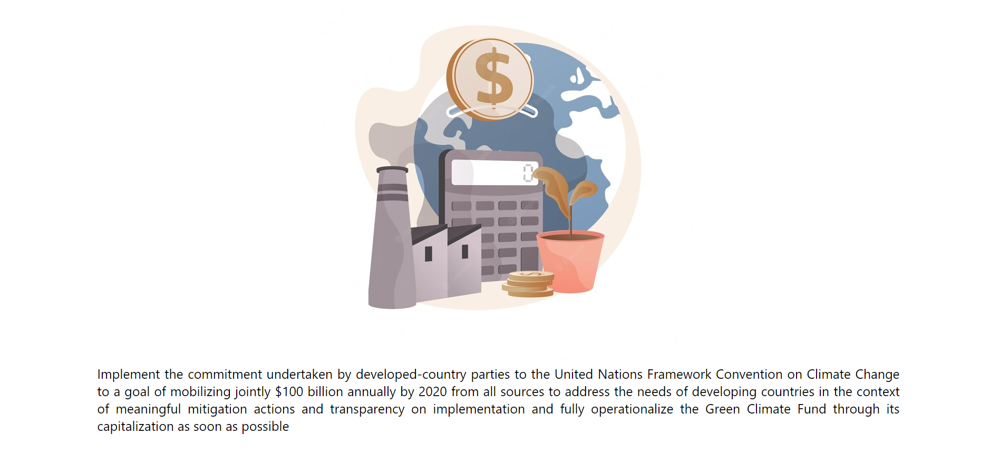 $
0
Implement the commitment undertaken by developed-country parties to the United Nations Framework Convention on Climate Change
to a goal of mobilizing jointly $100 billion annually by 2020 from all sources to address the needs of developing countries in the context
of meaningful mitigation actions and transparency on implementation and fully operationalize the Green Climate Fund through its
capitalization as soon as possible